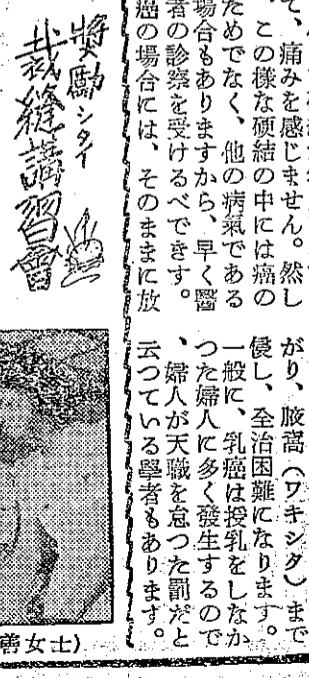 て、痛みを感じません。然し
この様な硬結の中には癌の
ためでなく、他の病氣である
場合もありますから、早く醫
者の診察を受けるべできす。
癌の場合には、そのままに放
がり、腋窩（ワキシダ）まで
侵し、全治困難になります。
一般に、乳癌は授乳をしなか
つた婦人に多く發生するので
、婦人が天職を怠つた罰だと
云つている學者もあります。
奬勵シタイ
裁縫講習會
善女士）